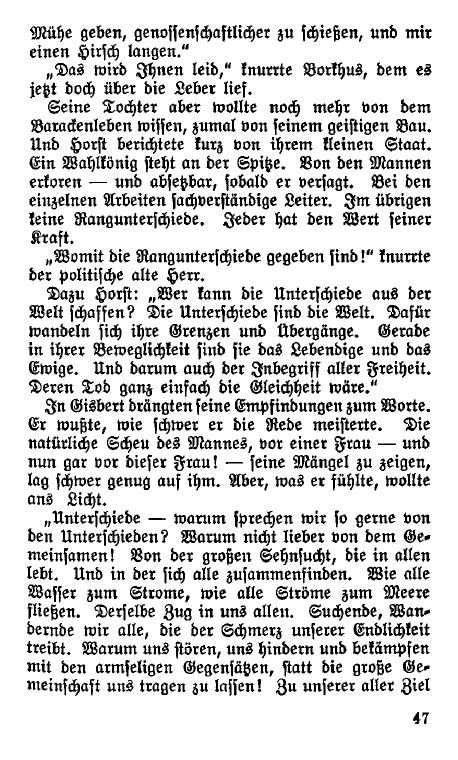 Mühe geben, genossenschaftlicher zu schießen, und mir
einen Hirsch langen.“
„Das wird Ihnen leid,“ knurrte Borkhus, dem es
jetzt doch über die Leber lief.
Seine Tochter aber wollte noch mehr von dem
Barackenleben wissen, zumal von seinem geistigen Bau.
Und Horst berichtete kurz von ihrem kleinen Staat.
Ein Wahlkönig steht an der Spitze. Von den Mannen
erkoren — und absetzbar, sobald er versagt. Bei den
einzelnen Arbeiten sachverständige Leiter. Im übrigen
keine Rangunterschiede. Jeder hat den Wert seiner
Kraft.
„Womit die Rangunterschiede gegeben sind!“ knurrte
der politische alte Herr.
Dazu Horst: „Wer kann die Unterschiede aus der
Welt schaffen? Die Unterschiede sind die Welt. Dafür
wandeln sich ihre Grenzen und Übergänge. Gerade
in ihrer Beweglichkeit sind sie das Lebendige und das
Ewige. Und darum auch der Inbegriff aller Freiheit.
Deren Tod ganz einfach die Gleichheit wäre.“
In Gisbert drängten seine Empfindungen zum Worte.
Er wußte, wie schwer er die Rede meisterte. Die
natürliche Scheu des Mannes, vor einer Frau — und
nun gar vor dieser Frau! — seine Mängel zu zeigen,
lag schwer genug auf ihm. Aber, was er fühlte, wollte
ans Licht.
„Unterschiede — warum sprechen wir so gerne von
den Unterschieden? Warum nicht lieber von dem Ge-
meinsamen! Von der großen Sehnsucht, die in allen
lebt. Und in der sich alle zusammenfinden. Wie alle
Wasser zum Strome, wie alle Ströme zum Meere
fließen. Derselbe Zug in uns allen. Suchende, Wan-
dernde wir alle, die der Schmerz unserer Endlichkeit
treibt. Warum uns stören, uns hindern und bekämpfen
mit den armseligen Gegensätzen, statt die große Ge-
meinschaft uns tragen zu lassen! Zu unserer aller Ziel
47